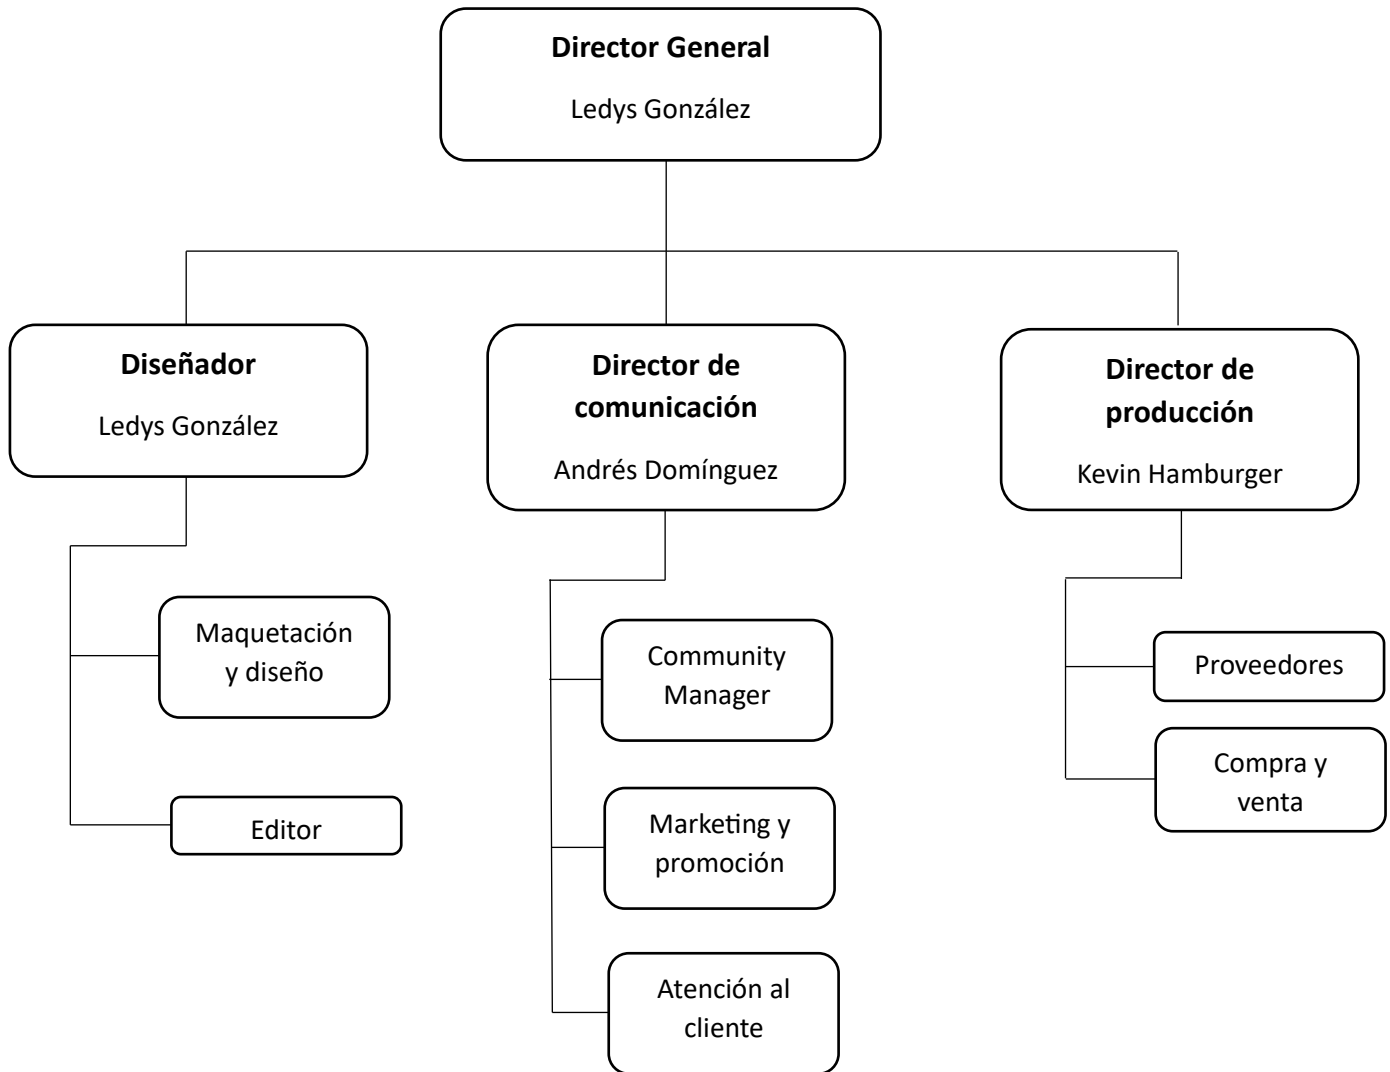 Director General
Ledys González
Diseñador
Ledys González
Director de
comunicación
Andrés Domínguez
Director de
producción
Kevin Hamburger
Maquetación
y diseño
Editor
Community
Manager
Marketing y
promoción
Atención al
cliente
Proveedores
Compra y
venta